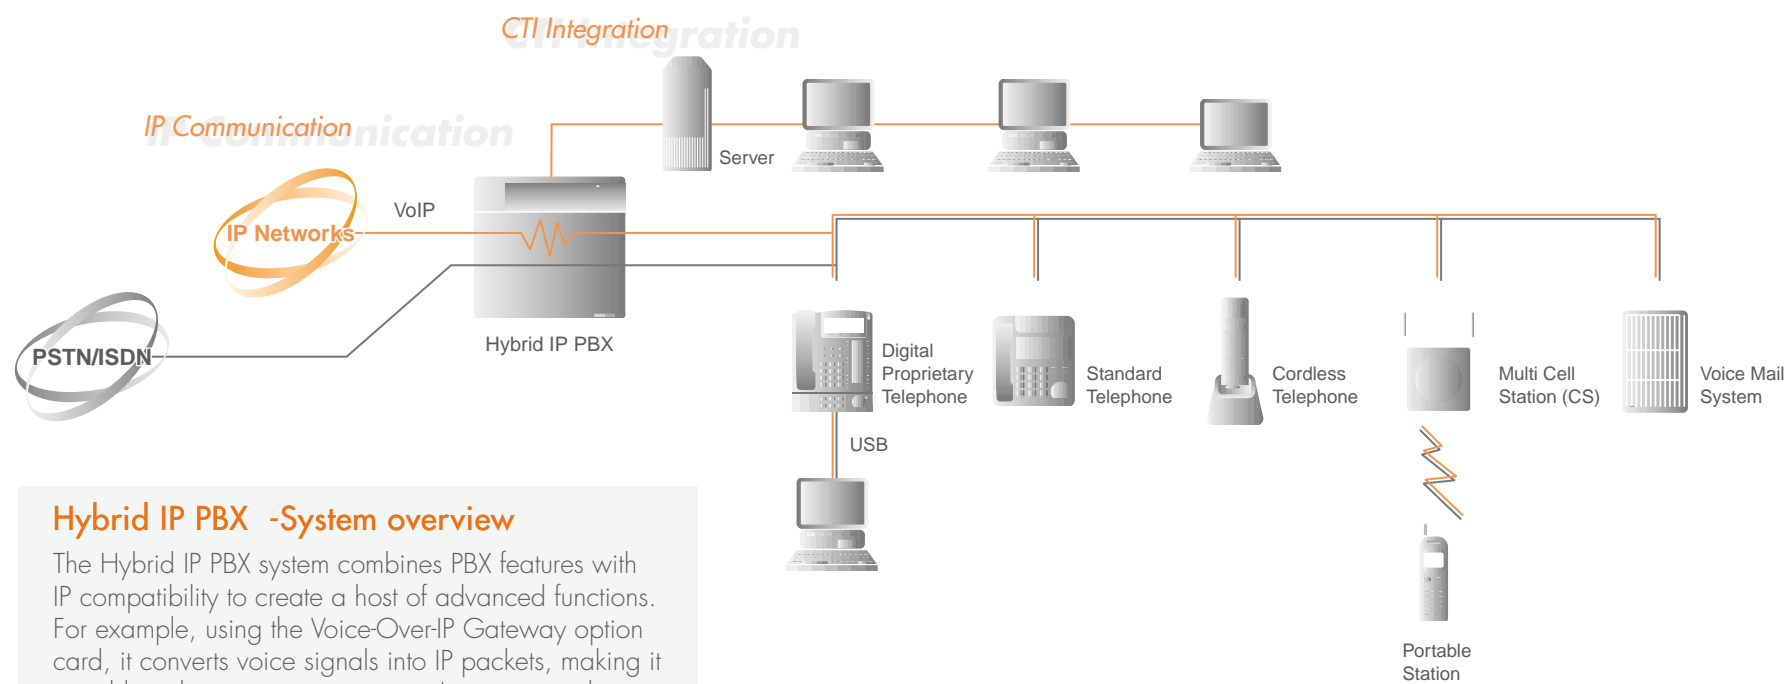 CTI Integration
IP Communication
Server
VoIP
IP Networks
PSTN/ISDN
Hybrid IP PBX
Digital
Proprietary
Telephone
Standard
Telephone
Cordless
Telephone
Multi Cell
Station (CS)
Voice Mail
System
USB
Portable
Station
Hybrid IP PBX -System overview
The Hybrid IP PBX system combines PBX features with
IP compatibility to create a host of advanced functions.
For example, using the Voice-Over-IP Gateway option
card, it converts voice signals into IP packets, making it